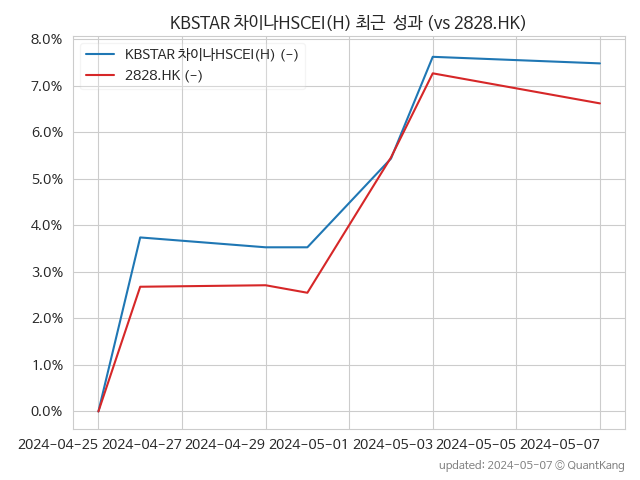 KBSTAR 차이나HSCEI(H) 최근 성과 (vs 2828.HK)
8.0%
KBSTAR 차이나HSCEI(H) (-)
2828.HK (-)
7.0%
6.0%
5.0%
4.0%
3.0%
2.0%
1.0%
0.0%
2024-04-25 2024-04-27 2024-04-29 2024-05-01 2024-05-03 2024-05-05 2024-05-07
updated: 2024-05-07 © QuantKang